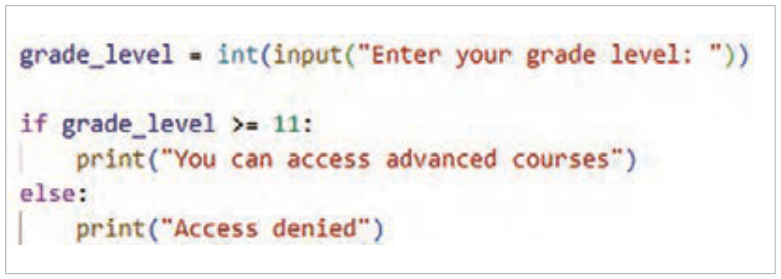 grade_level = int(input("Enter your grade level: "))
if grade_level >= 11:
    print("You can access advanced courses")
else:
    print("Access denied")